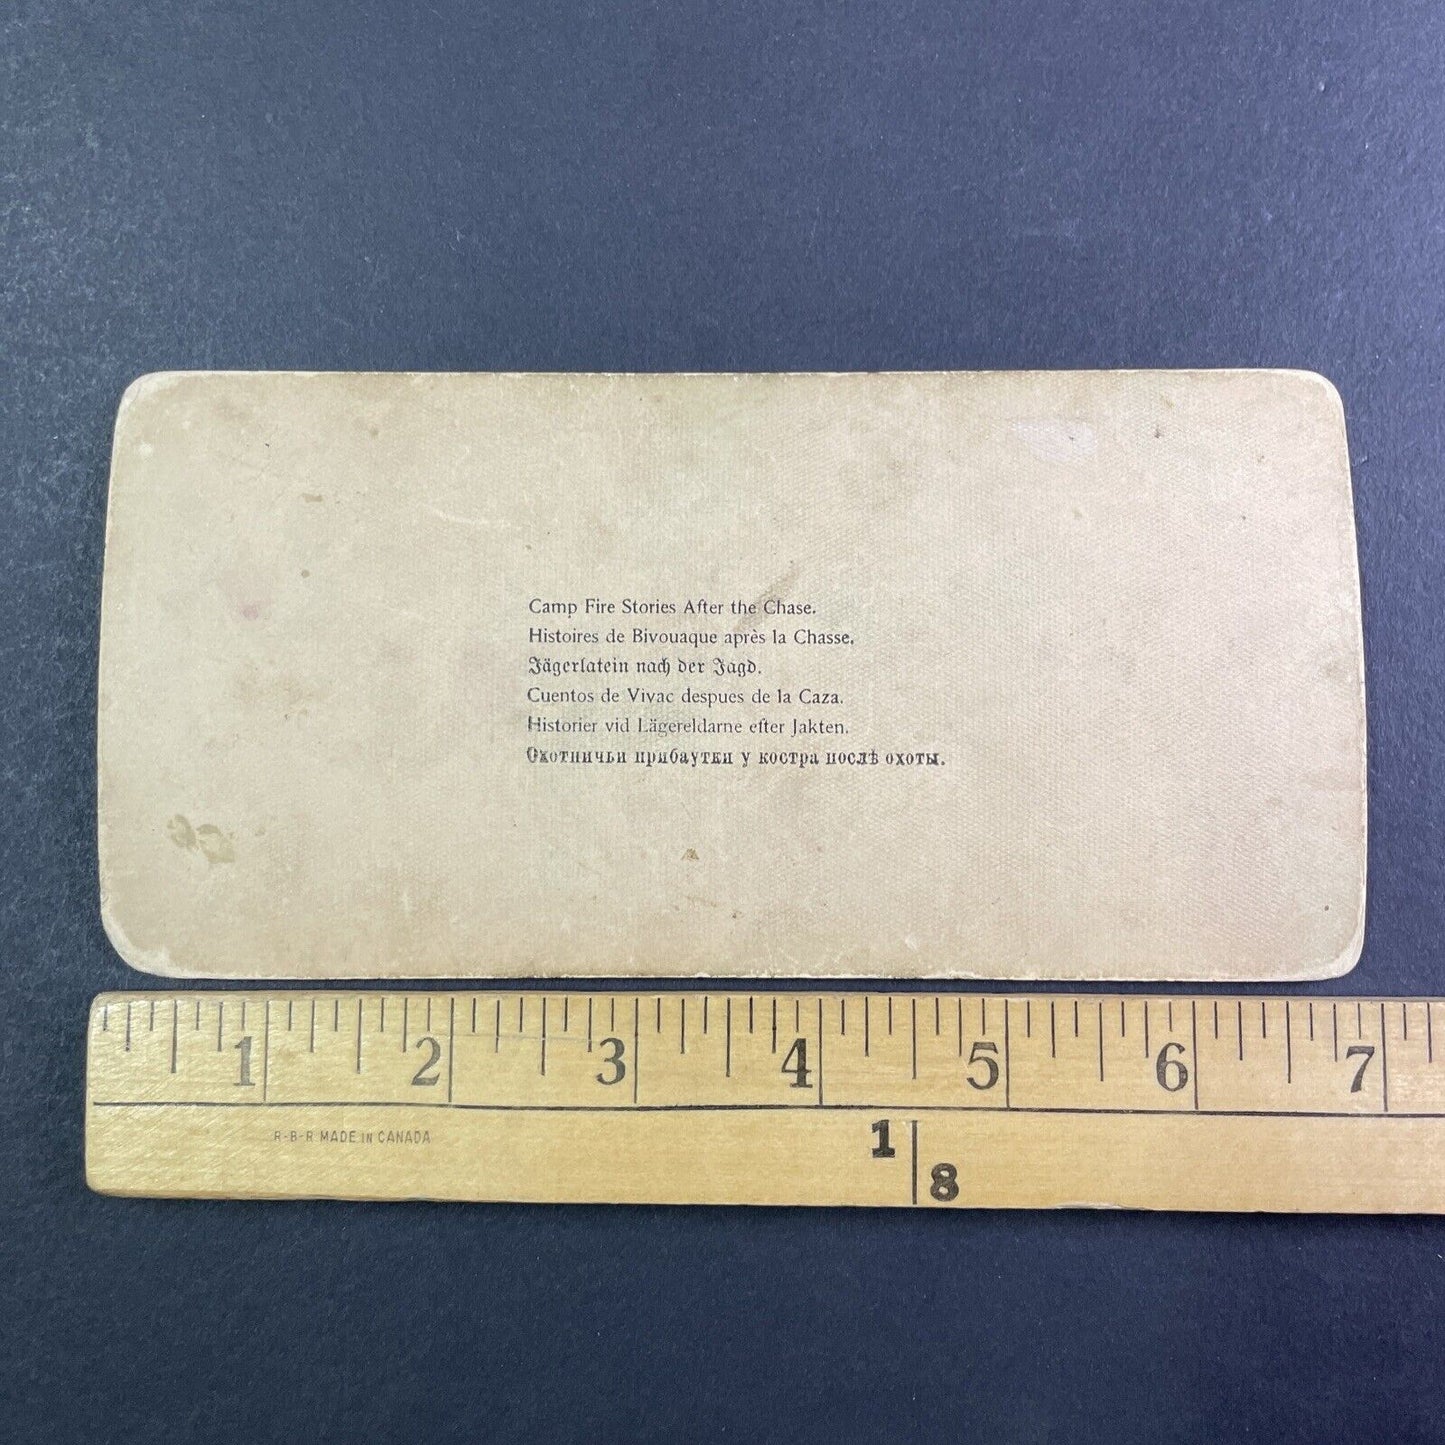 Camp Fire Stories After the Chase.
Histoires de Bivouaque après la Chasse.
Jägerlatein nach der Jagd.
Cuentos de Vivac despues de la Caza.
Historier vid Lägereldarne efter Jakten.
Охотничьи прибаутки у костра послѣ охоты.
1 2 3 4 5 6 7
R-B-R MADE IN CANADA
1 8